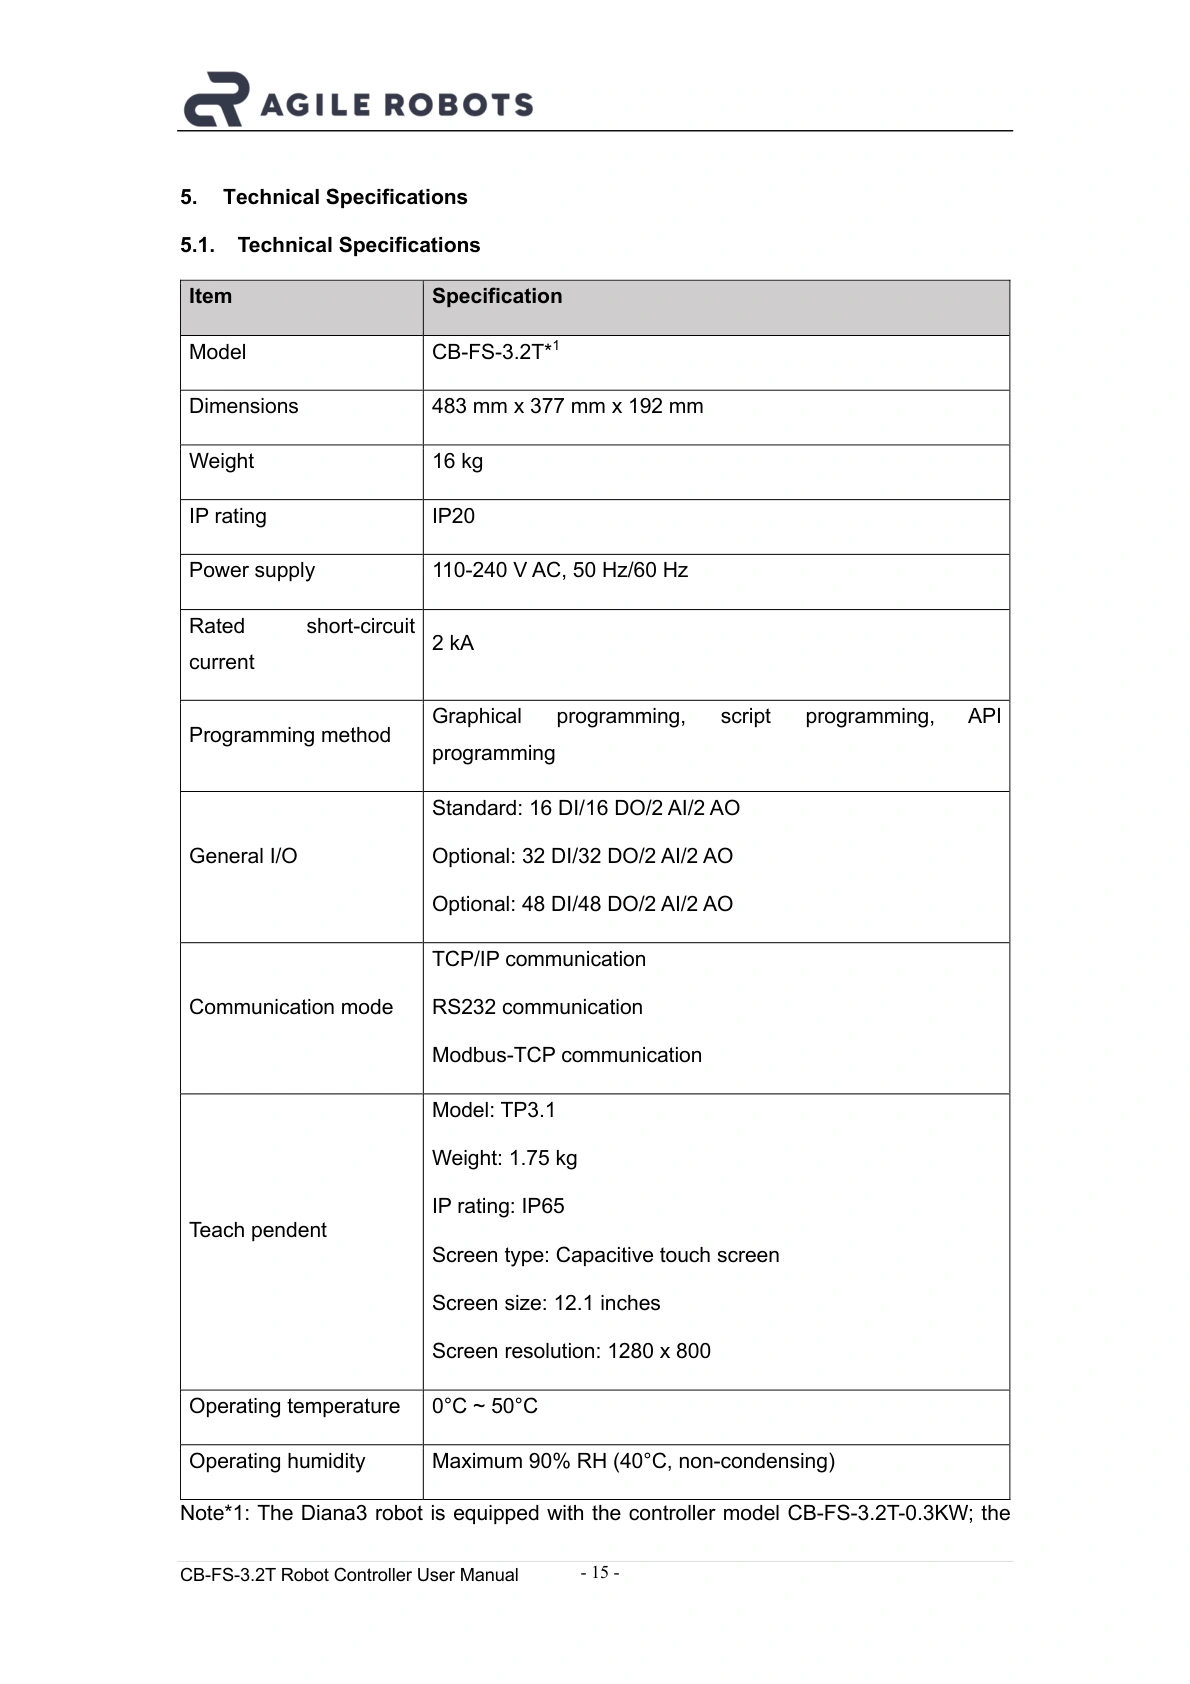 AGILE ROBOTS
5. Technical Specifications
5.1. Technical Specifications
Item Specification
Model CB-FS-3.2T*1
Dimensions 483 mm x 377 mm x 192 mm
Weight 16 kg
IP rating IP20
Power supply 110-240 V AC, 50 Hz/60 Hz
Rated short-circuit
current
2 kA
Programming method
Graphical programming, script programming, API
programming
General I/O
Standard: 16 DI/16 DO/2 AI/2 AO
Optional: 32 DI/32 DO/2 AI/2 AO
Optional: 48 DI/48 DO/2 AI/2 AO
Communication mode
TCP/IP communication
RS232 communication
Modbus-TCP communication
Teach pendent
Model: TP3.1
Weight: 1.75 kg
IP rating: IP65
Screen type: Capacitive touch screen
Screen size: 12.1 inches
Screen resolution: 1280 x 800
Operating temperature 0°C ~ 50°C
Operating humidity Maximum 90% RH (40°C, non-condensing)
Note*1: The Diana3 robot is equipped with the controller model CB-FS-3.2T-0.3KW; the
CB-FS-3.2T Robot Controller User Manual - 15 -